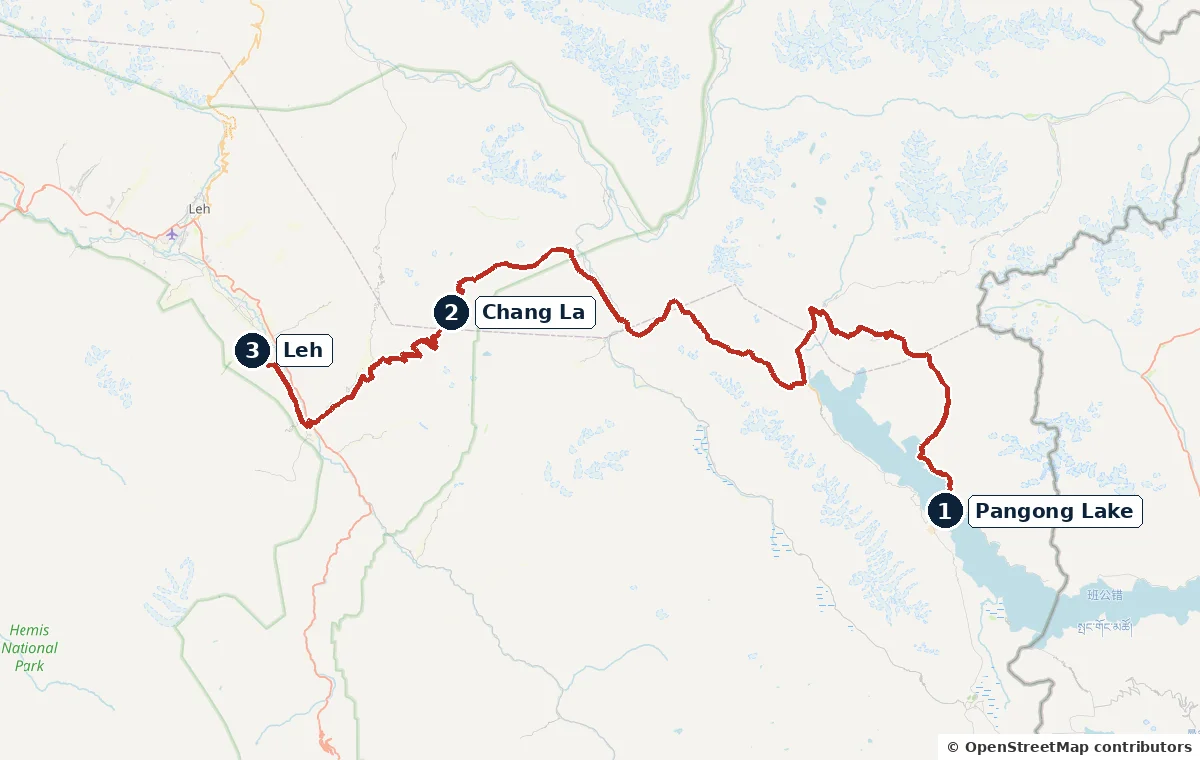 Leh
2
Chang La
3
Leh
1
Pangong Lake
班公错
Hemis
National
Park
© OpenStreetMap contributors